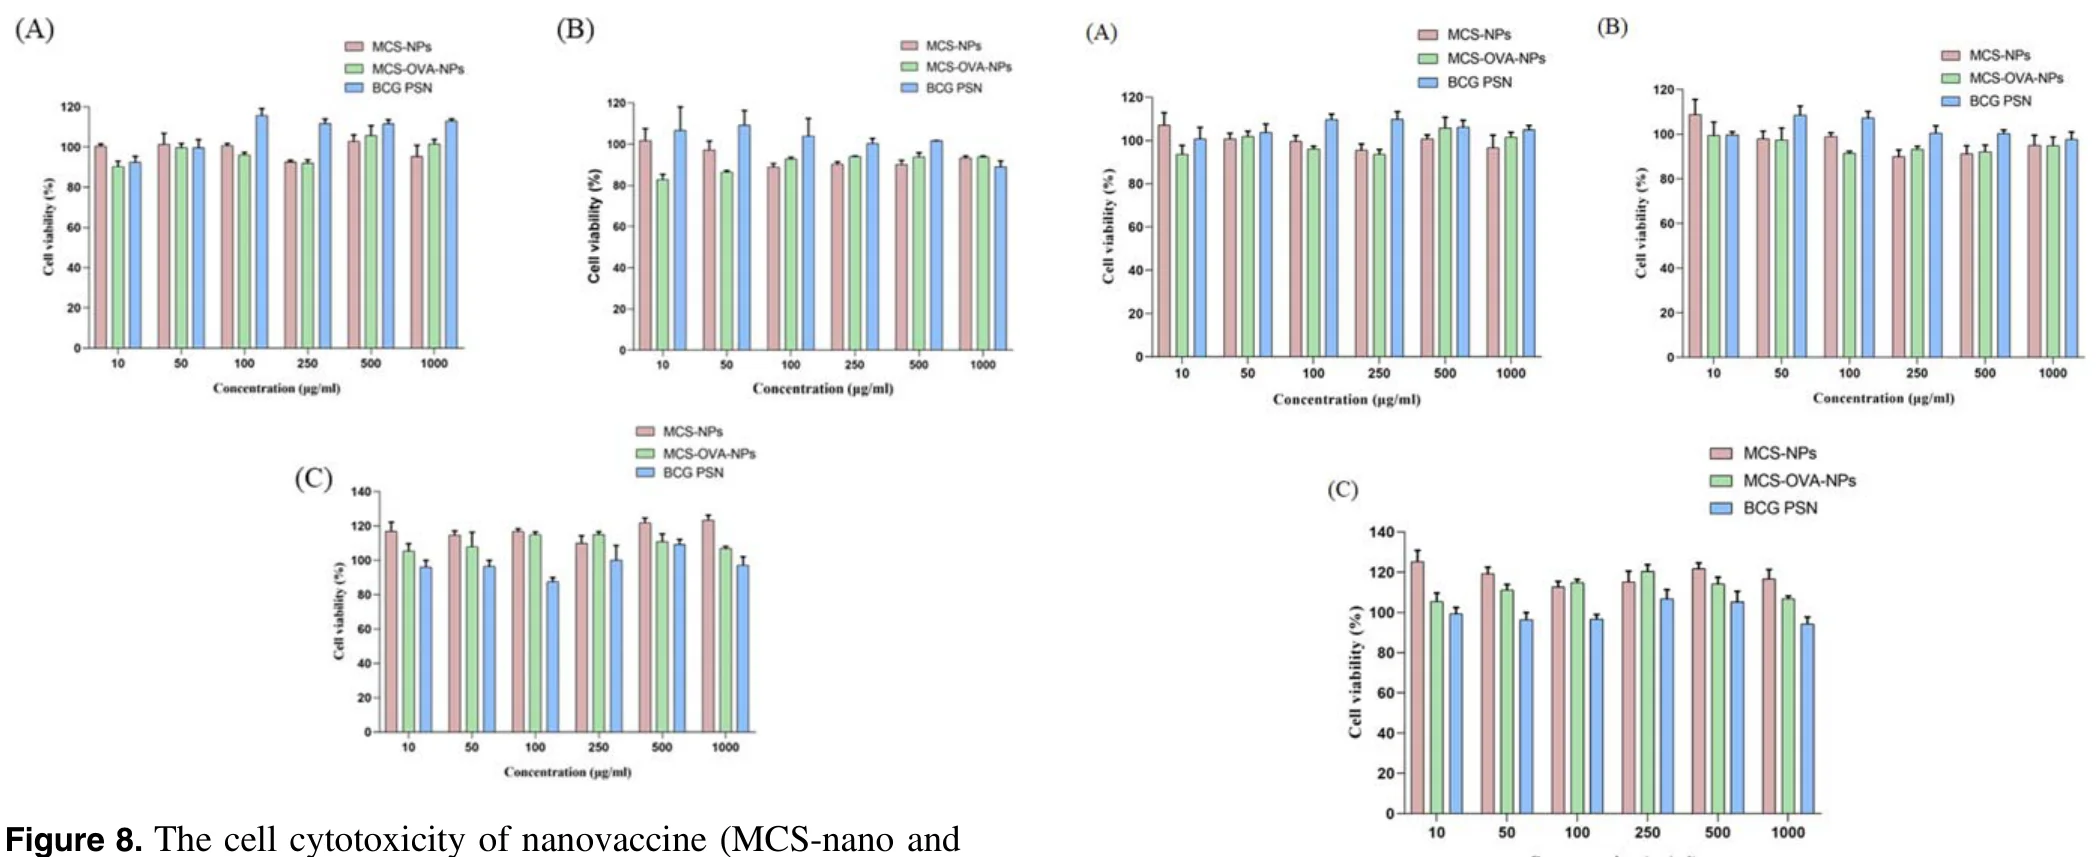 (A)
MCS-NPs
MCS-OVA-NPs
BCG PSN
120
100
80
60
40
20
0
Cell viability (%)
10 50 100 250 500 1000
Concentration (μg/ml)
(B)
MCS-NPs
MCS-OVA-NPs
BCG PSN
120
100
80
60
40
20
0
Cell viability (%)
10 50 100 250 500 1000
Concentration (μg/ml)
(C)
MCS-NPs
MCS-OVA-NPs
BCG PSN
140
120
100
80
60
40
20
0
Cell viability (%)
10 50 100 250 500 1000
Concentration (μg/ml)
Figure 8. The cell cytotoxicity of nanovaccine (MCS-nano and
(A)
MCS-NPs
MCS-OVA-NPs
BCG PSN
120
100
80
60
40
20
0
Cell viability (%)
10 50 100 250 500 1000
Concentration (μg/ml)
(B)
MCS-NPs
MCS-OVA-NPs
BCG PSN
120
100
80
60
40
20
0
Cell viability (%)
10 50 100 250 500 1000
Concentration (μg/ml)
(C)
MCS-NPs
MCS-OVA-NPs
BCG PSN
140
120
100
80
60
40
20
0
Cell viability (%)
10 50 100 250 500 1000